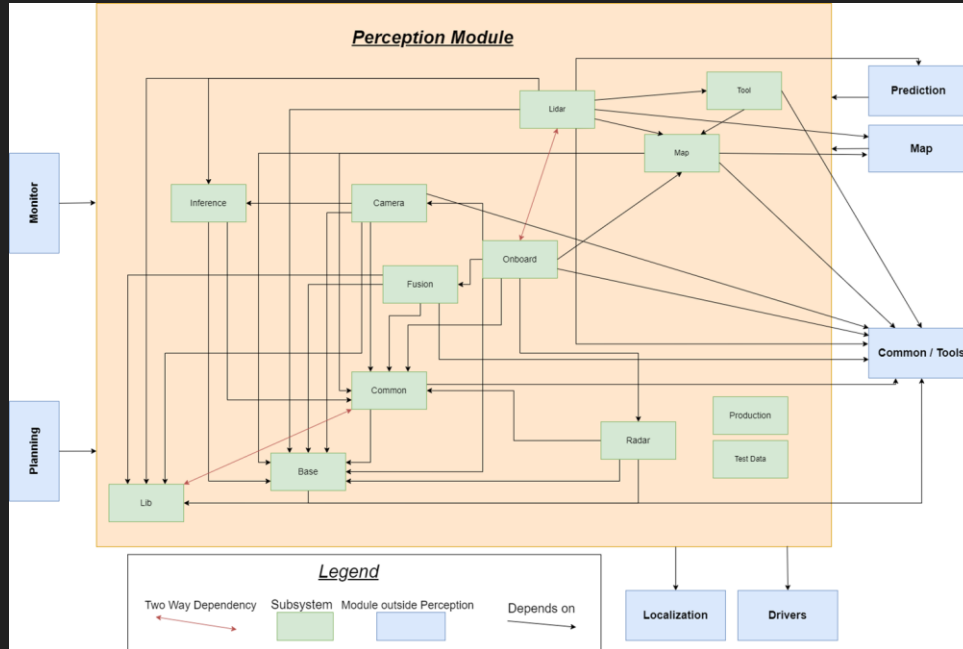 Perception Module
Prediction
Tool
Lidar
Map
Map
Monitor
Inference
Camera
Onboard
Fusion
Common / Tools
Common
Production
Radar
Planning
Test Data
Base
Lib
Legend
Two Way Dependency
Subsystem
Module outside Perception
Depends on
Localization
Drivers